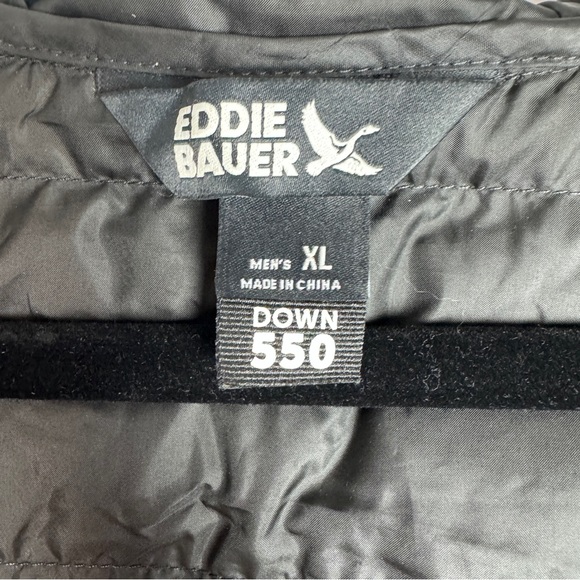 EDDIE
BAUER
MEN'S XL
MADE IN CHINA
DOWN
550